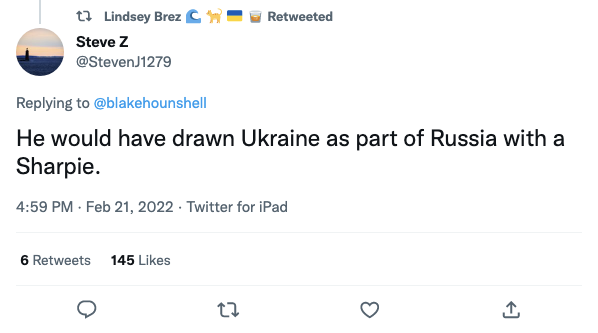 Lindsey Brez 🌊 🐈 🇺🇦 🥃 Retweeted
Steve Z
@StevenJ1279
Replying to @blakehounshell
He would have drawn Ukraine as part of Russia with a
Sharpie.
4:59 PM · Feb 21, 2022 · Twitter for iPad
6 Retweets 145 Likes